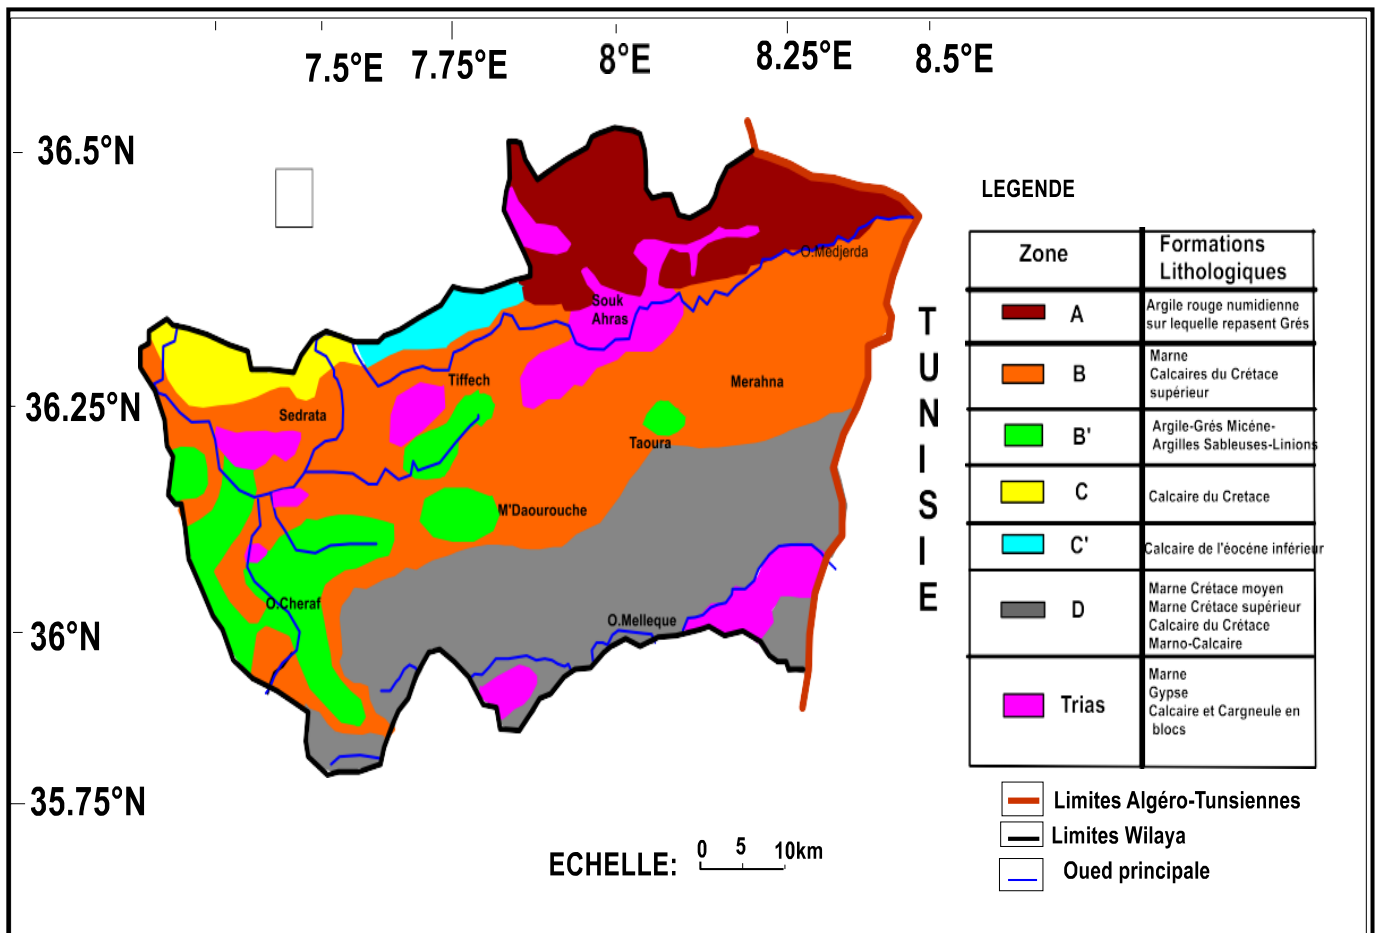 7.5°E 7.75°E 8°E 8.25°E 8.5°E
36.5°N
36.25°N
36°N
35.75°N
O.Medjerda
Souk
Ahras
Tiffech
Merahna
Sedrata
Taoura
M'Daourouche
O.Cheraf
O.Melleque
TUNISIE
LEGENDE
Zone
Formations
Lithologiques
A
Argile rouge numidienne
sur lequelle repasent Grés
B
Marne
Calcaires du Crétace
supérieur
B'
Argile-Grés Micéne-
Argilles Sableuses-Linions
C
Calcaire du Cretace
C'
Calcaire de l'éocéne inférieur
D
Marne Crétace moyen
Marne Crétace supérieur
Calcaire du Crétace
Marno-Calcaire
Trias
Marne
Gypse
Calcaire et Cargneule en
blocs
Limites Algéro-Tunsiennes
Limites Wilaya
Oued principale
ECHELLE: 0 5 10km